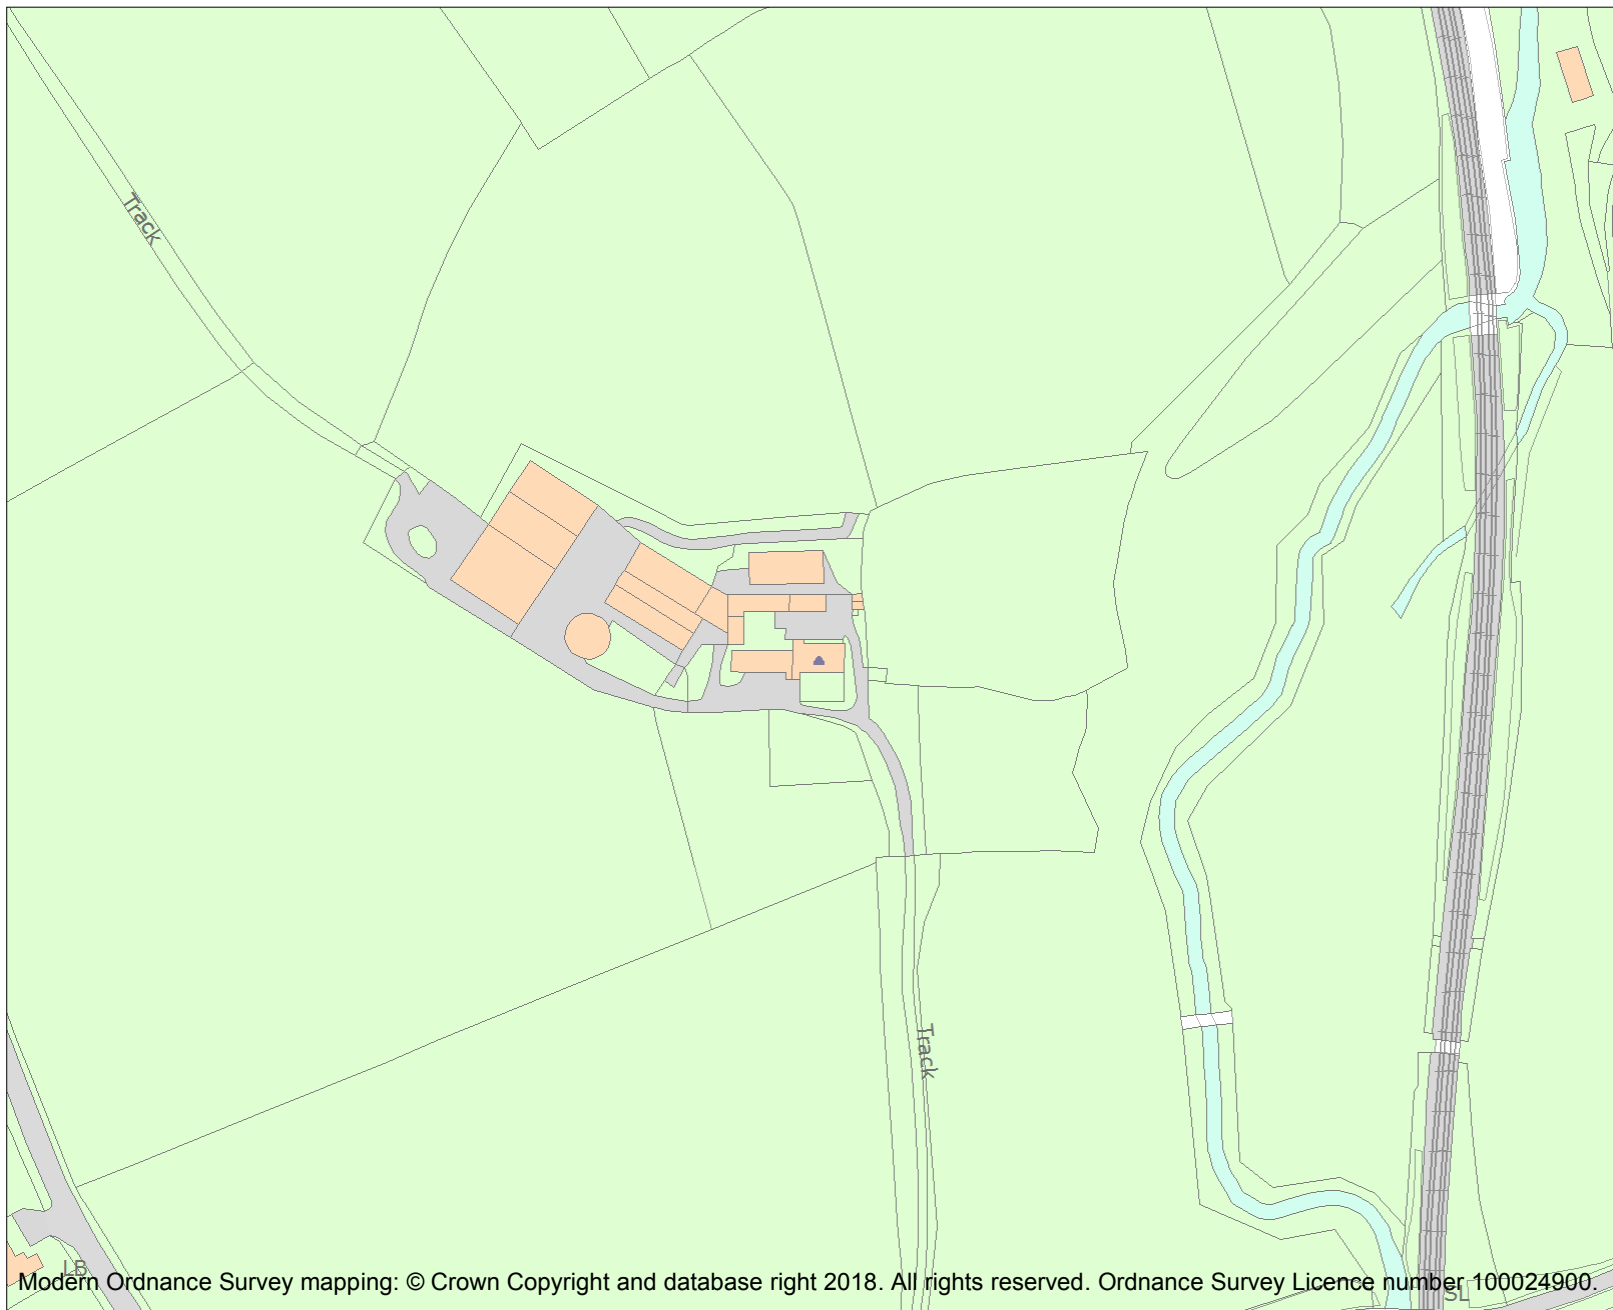 Track
Track
LB
Modern Ordnance Survey mapping: © Crown Copyright and database right 2018. All rights reserved. Ordnance Survey Licence number 100024900.
SL